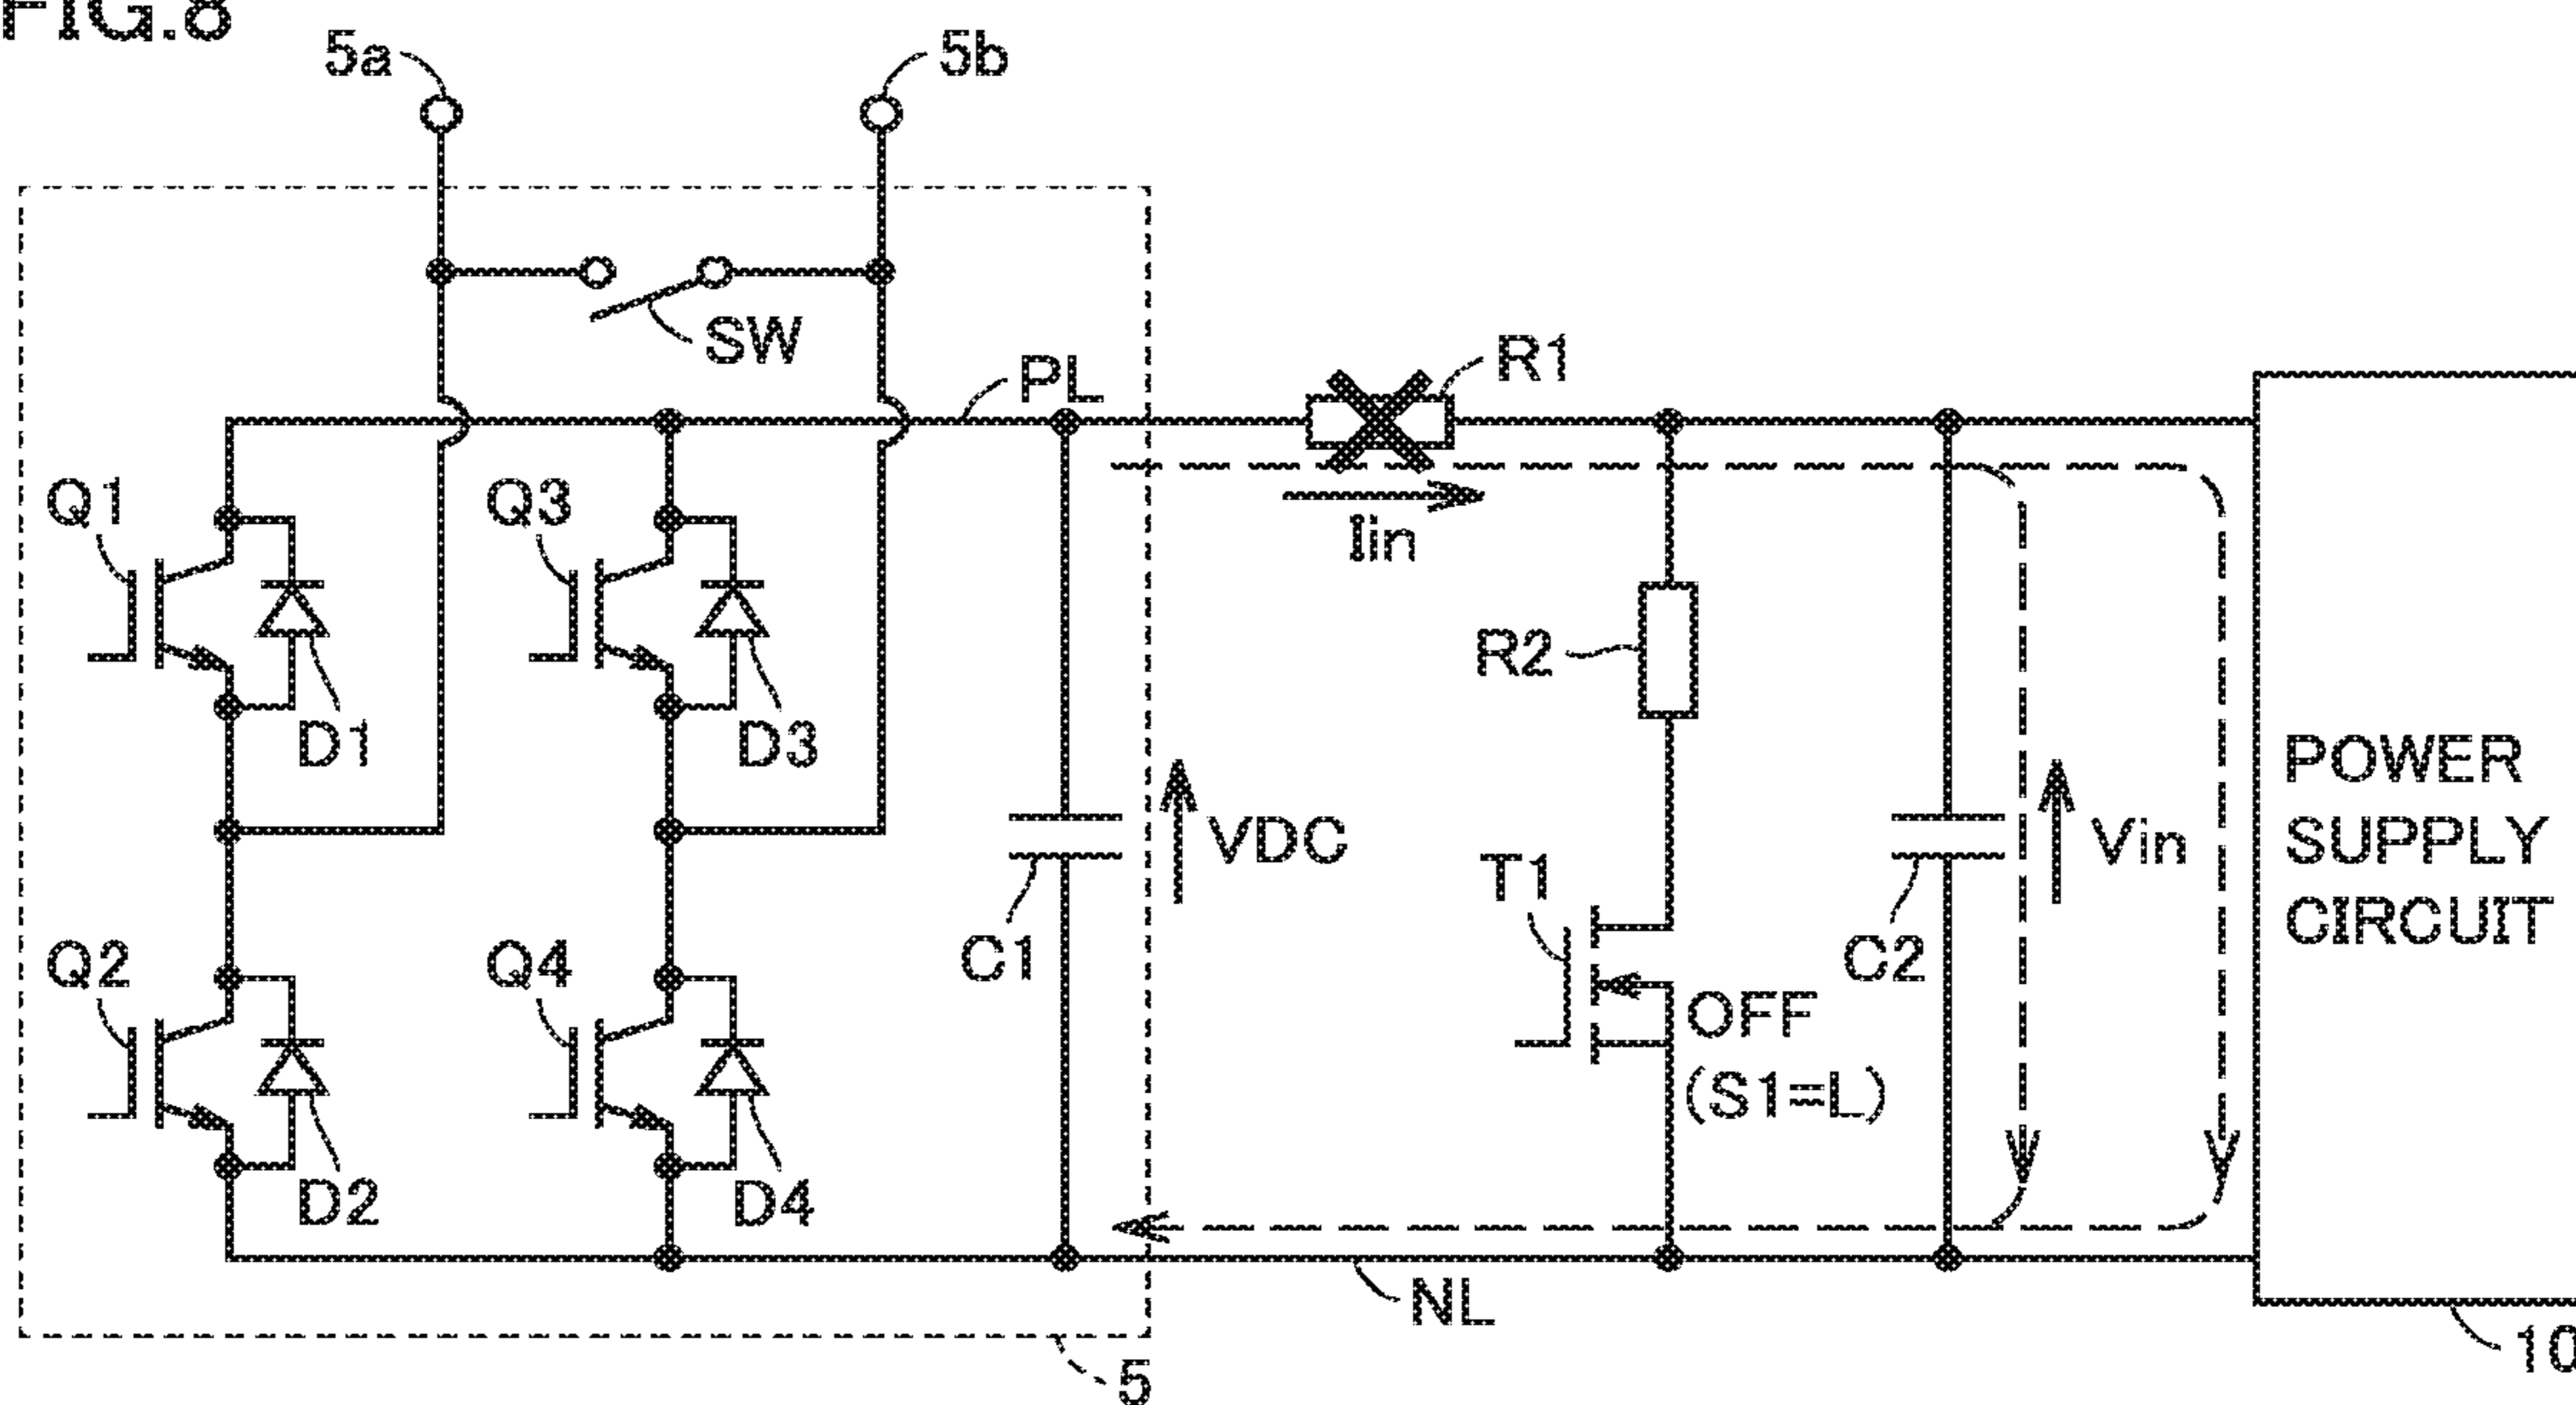 FIG.8
5a
5b
SW
PL
R1
Q1
Q3
Iin
R2
D1
D3
POWER
SUPPLY
CIRCUIT
VDC
Vin
T1
C1
C2
Q2
Q4
OFF
(S1=L)
D2
D4
NL
10
5